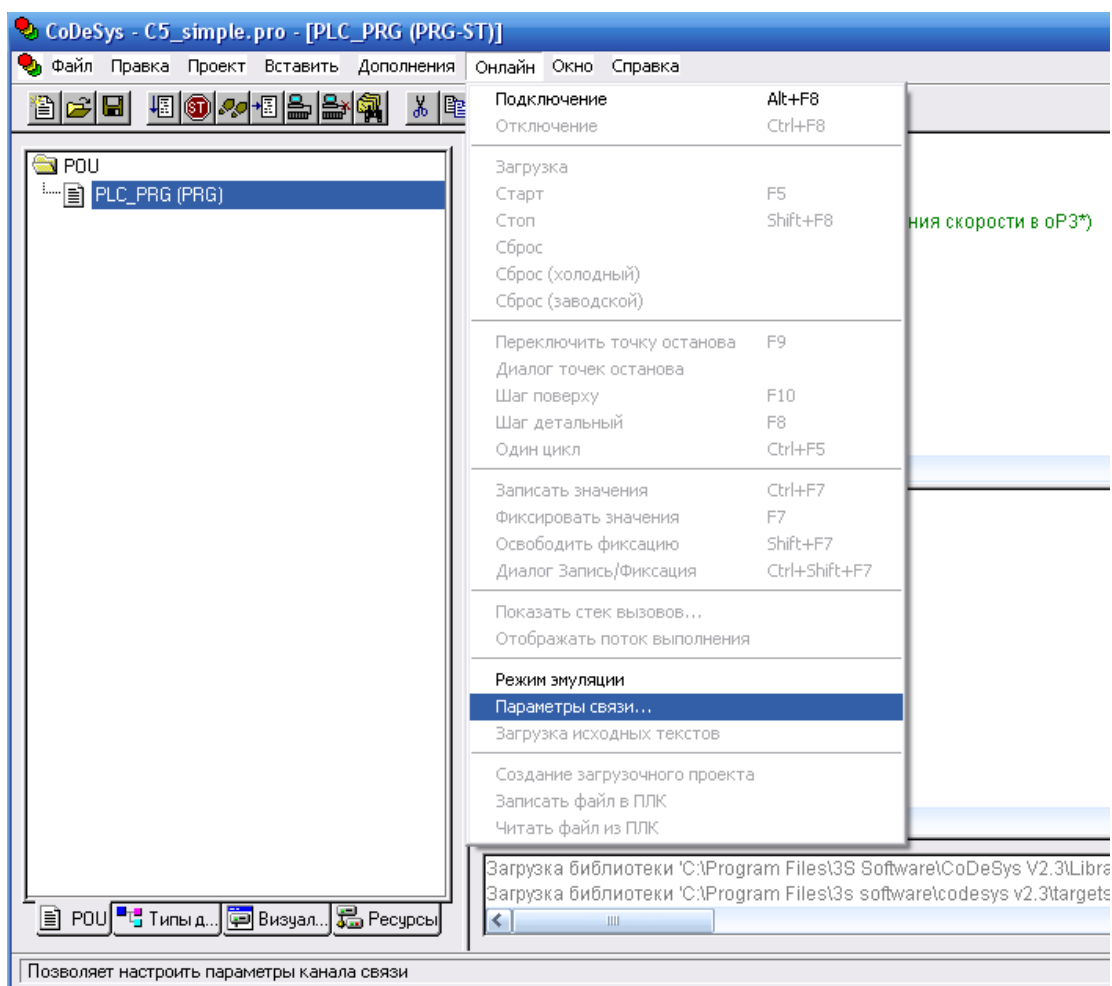 CoDeSys - C5_simple.pro - [PLC_PRG (PRG-ST)]
Файл Правка Проект Вставить Дополнения Онлайн Окно Справка
Подключение Alt+F8
Отключение Ctrl+F8
Загрузка
Старт F5
Стоп Shift+F8
Сброс
Сброс (холодный)
Сброс (заводской)
Переключить точку останова F9
Диалог точек останова
Шаг поверху F10
Шаг детальный F8
Один цикл Ctrl+F5
Записать значения Ctrl+F7
Фиксировать значения F7
Освободить фиксацию Shift+F7
Диалог Запись/Фиксация Ctrl+Shift+F7
Показать стек вызовов...
Отображать поток выполнения
Режим эмуляции
Параметры связи...
Загрузка исходных текстов
Создание загрузочного проекта
Записать файл в ПЛК
Читать файл из ПЛК
POU
PLC_PRG (PRG)
ния скорости в оРЗ*)
Загрузка библиотеки 'C:\Program Files\3S Software\CoDeSys V2.3\Libra
Загрузка библиотеки 'C:\Program Files\3s software\codesys v2.3\targets
POU Типы д... Визуал... Ресурсы
Позволяет настроить параметры канала связи